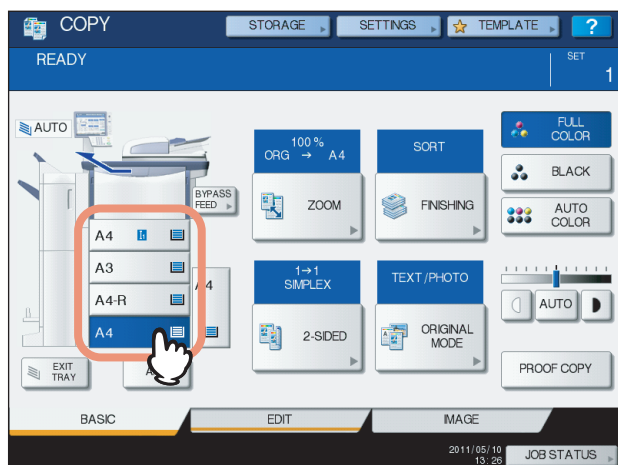 COPY
STORAGE
SETTINGS
TEMPLATE
?
READY
SET
1
AUTO
BYPASS
FEED
A4
A3
A4-R
A4
A4
EXIT
TRAY
100 %
ORG → A4
ZOOM
SORT
FINISHING
1→1
SIMPLEX
2-SIDED
TEXT/PHOTO
ORIGINAL
MODE
FULL
COLOR
BLACK
AUTO
COLOR
AUTO
PROOF COPY
BASIC
EDIT
IMAGE
2011/05/10
13:26
JOB STATUS